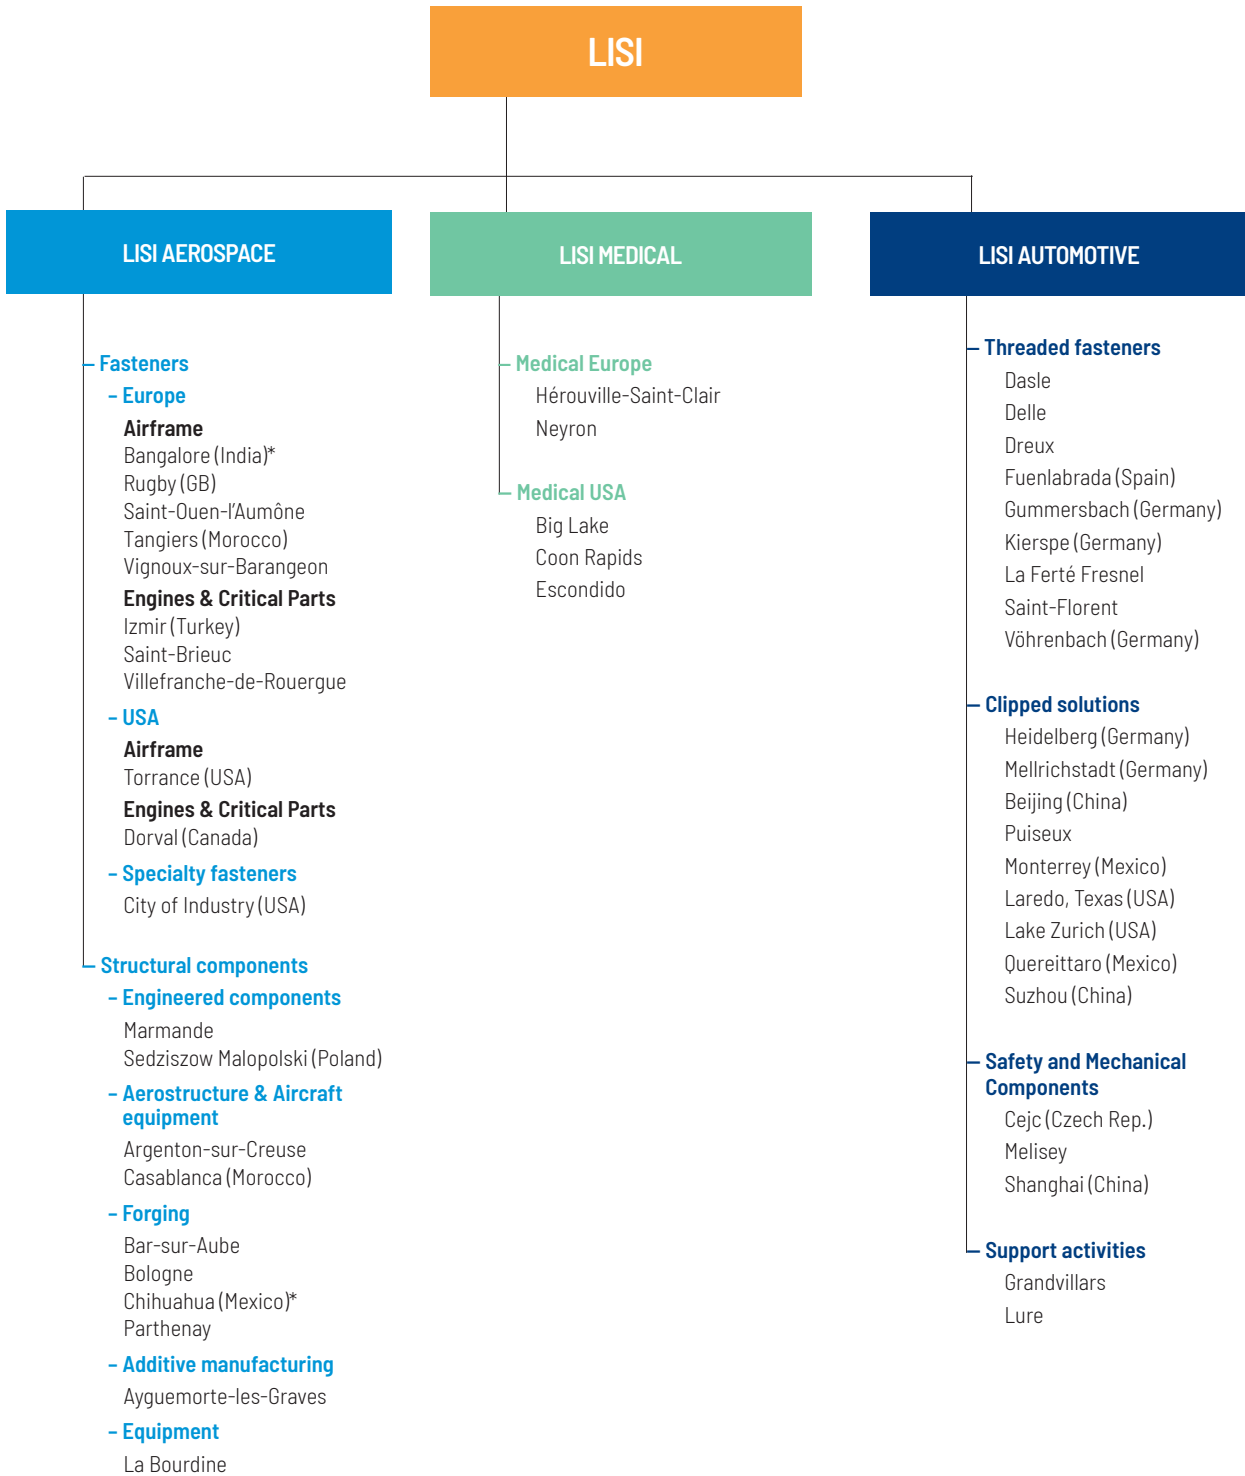 LISI
LISI AEROSPACE
– Fasteners
– Europe
Airframe
Bangalore (India)*
Rugby (GB)
Saint-Ouen-l'Aumône
Tangiers (Morocco)
Vignoux-sur-Barangeon
Engines & Critical Parts
Izmir (Turkey)
Saint-Brieuc
Villefranche-de-Rouergue
– USA
Airframe
Torrance (USA)
Engines & Critical Parts
Dorval (Canada)
– Specialty fasteners
City of Industry (USA)
– Structural components
– Engineered components
Marmande
Sedziszow Malopolski (Poland)
– Aerostructure & Aircraft
equipment
Argenton-sur-Creuse
Casablanca (Morocco)
– Forging
Bar-sur-Aube
Bologne
Chihuahua (Mexico)*
Parthenay
– Additive manufacturing
Ayguemorte-les-Graves
– Equipment
La Bourdine
LISI MEDICAL
– Medical Europe
Hérouville-Saint-Clair
Neyron
– Medical USA
Big Lake
Coon Rapids
Escondido
LISI AUTOMOTIVE
– Threaded fasteners
Dasle
Delle
Dreux
Fuenlabrada (Spain)
Gummersbach (Germany)
Kierspe (Germany)
La Ferté Fresnel
Saint-Florent
Vöhrenbach (Germany)
– Clipped solutions
Heidelberg (Germany)
Mellrichstadt (Germany)
Beijing (China)
Puiseux
Monterrey (Mexico)
Laredo, Texas (USA)
Lake Zurich (USA)
Quereittaro (Mexico)
Suzhou (China)
– Safety and Mechanical
Components
Cejc (Czech Rep.)
Melisey
Shanghai (China)
– Support activities
Grandvillars
Lure